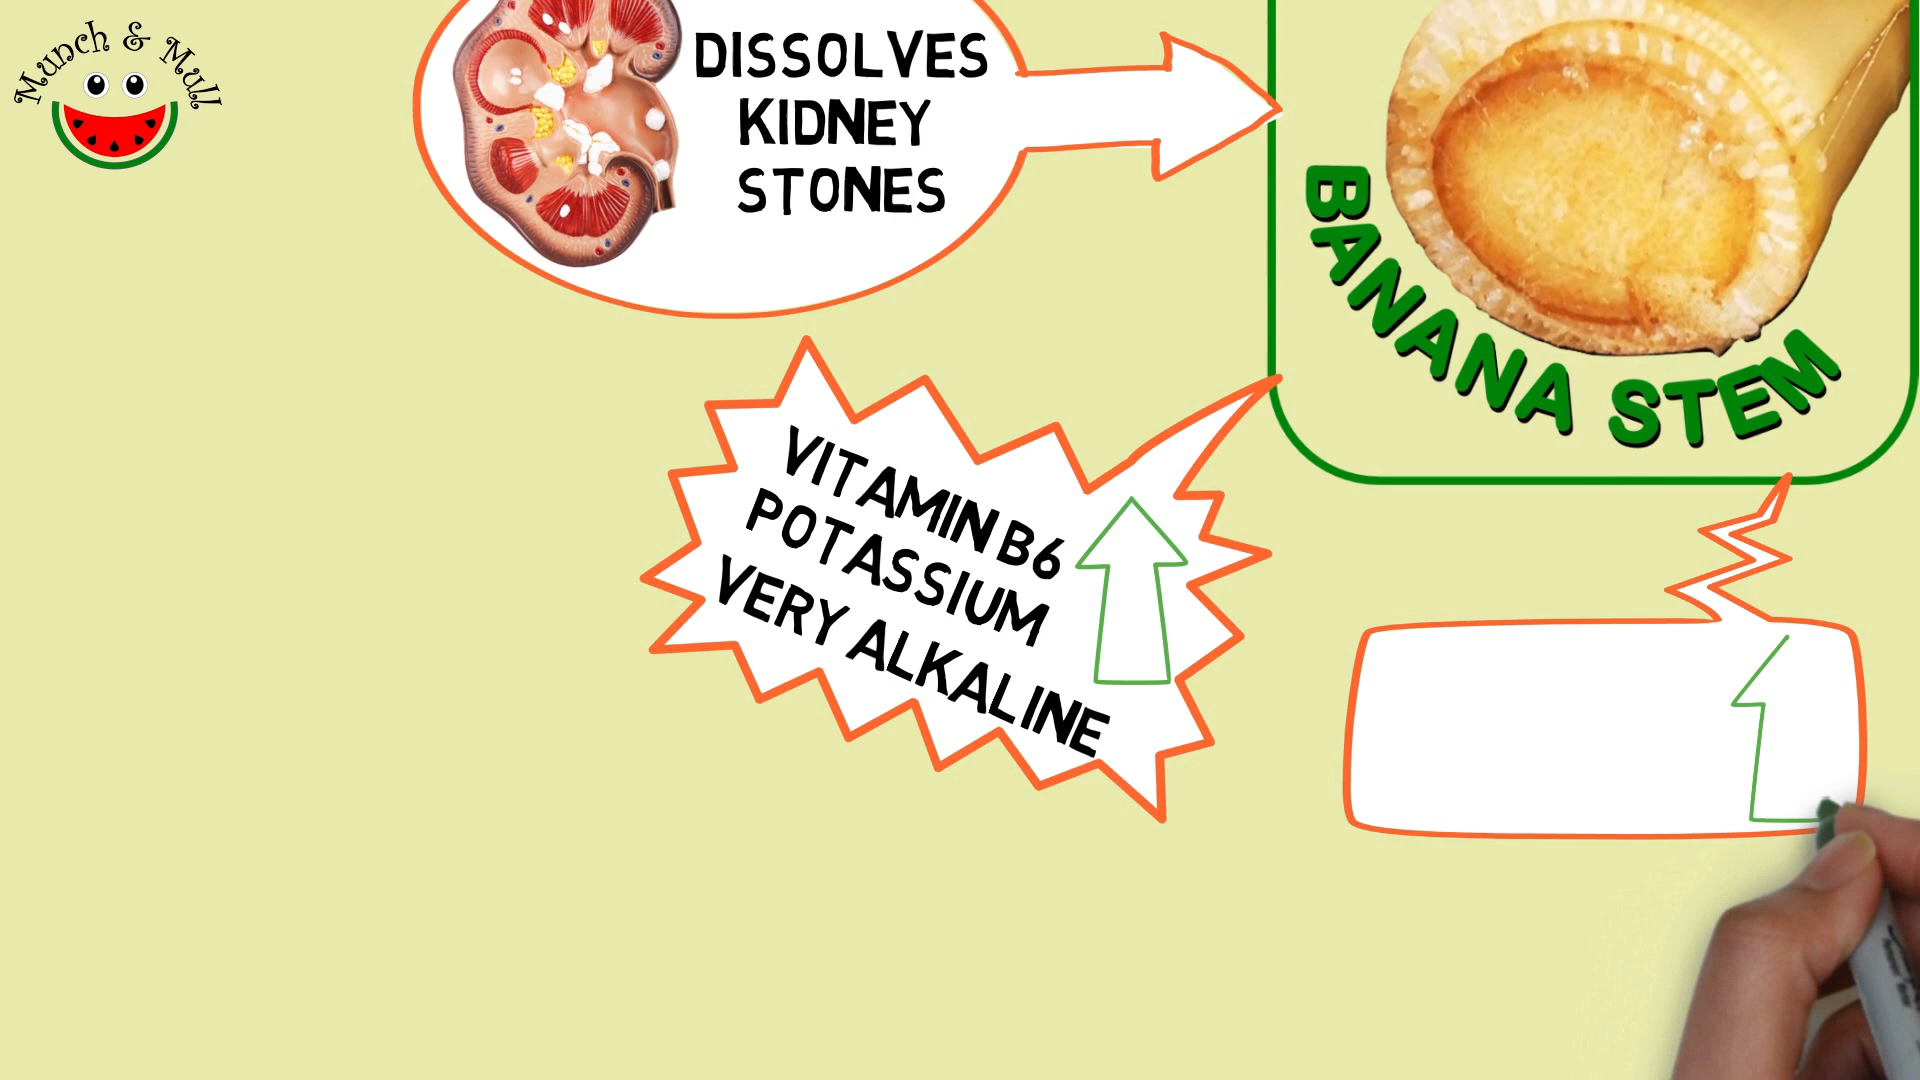 Munch & Mull
DISSOLVES
KIDNEY
STONES
BANANA STEM
VITAMIN B6
POTASSIUM
VERY ALKALINE